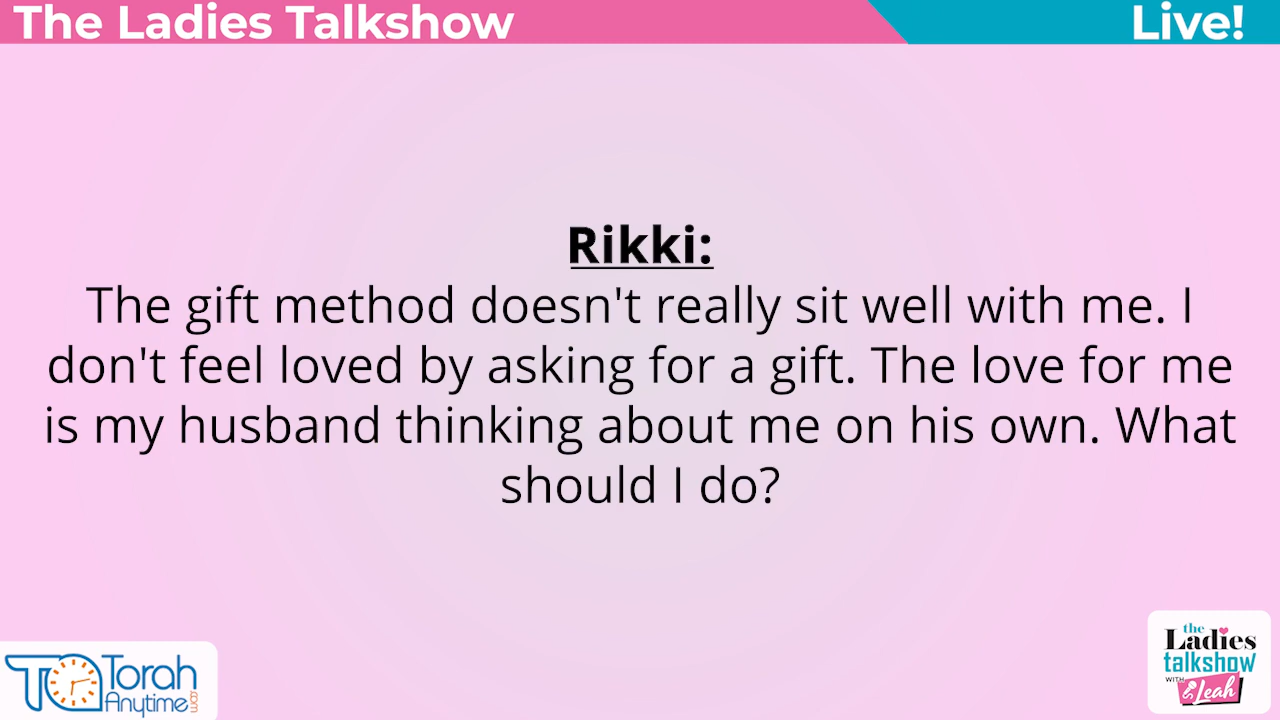 The Ladies Talkshow
Live!
Rikki:
The gift method doesn't really sit well with me. I
don't feel loved by asking for a gift. The love for me
is my husband thinking about me on his own. What
should I do?
TA Torah
Anytime.com
the
Ladies
talkshow
WITH
Leah